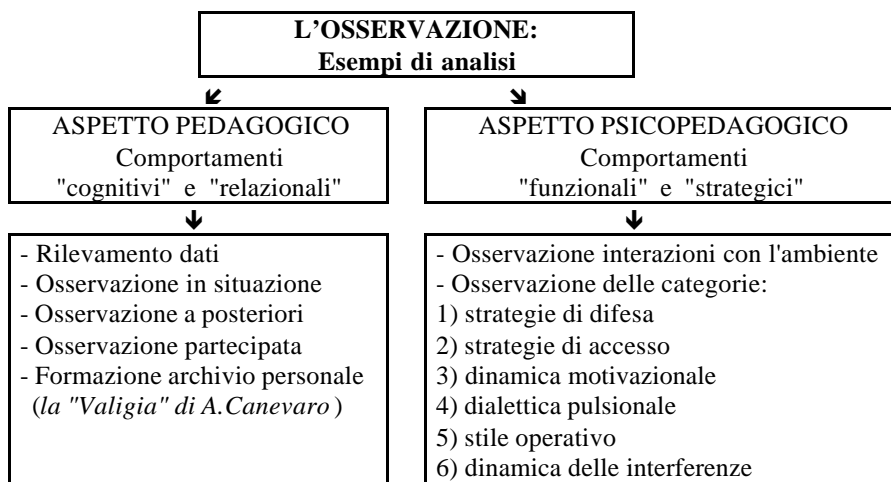 L'OSSERVAZIONE:
Esempi di analisi
ASPETTO PEDAGOGICO
Comportamenti
"cognitivi" e "relazionali"
ASPETTO PSICOPEDAGOGICO
Comportamenti
"funzionali" e "strategici"
- Rilevamento dati
- Osservazione in situazione
- Osservazione a posteriori
- Osservazione partecipata
- Formazione archivio personale
(la "Valigia" di A.Canevaro)
- Osservazione interazioni con l'ambiente
- Osservazione delle categorie:
1) strategie di difesa
2) strategie di accesso
3) dinamica motivazionale
4) dialettica pulsionale
5) stile operativo
6) dinamica delle interferenze